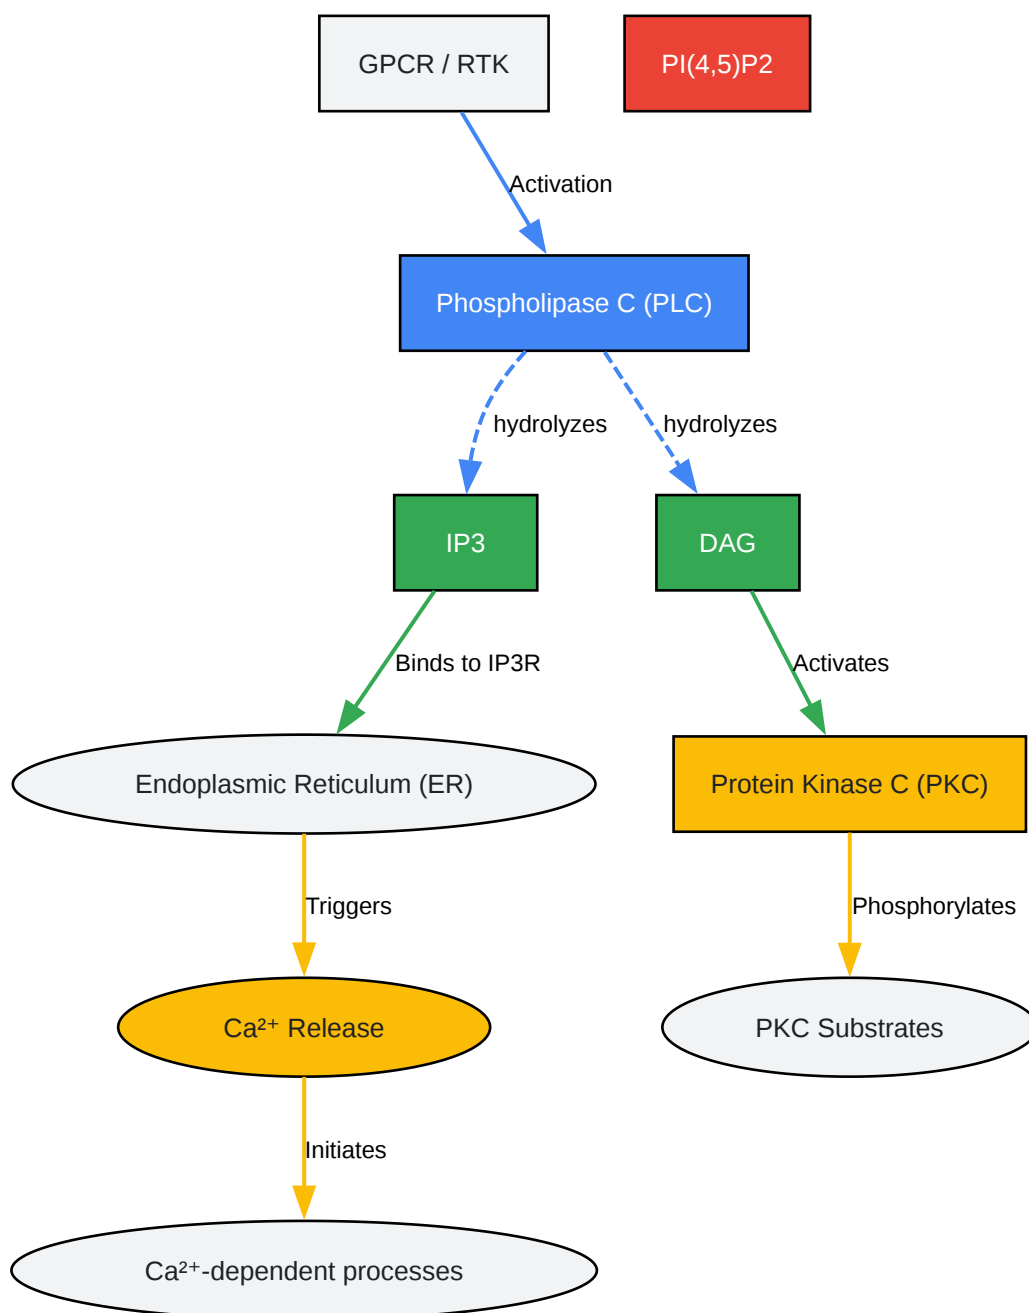 GPCR / RTK
PI(4,5)P2
Activation
Phospholipase C (PLC)
hydrolyzes
hydrolyzes
IP3
DAG
Binds to IP3R
Activates
Endoplasmic Reticulum (ER)
Protein Kinase C (PKC)
Triggers
Phosphorylates
Ca²⁺ Release
PKC Substrates
Initiates
Ca²⁺-dependent processes